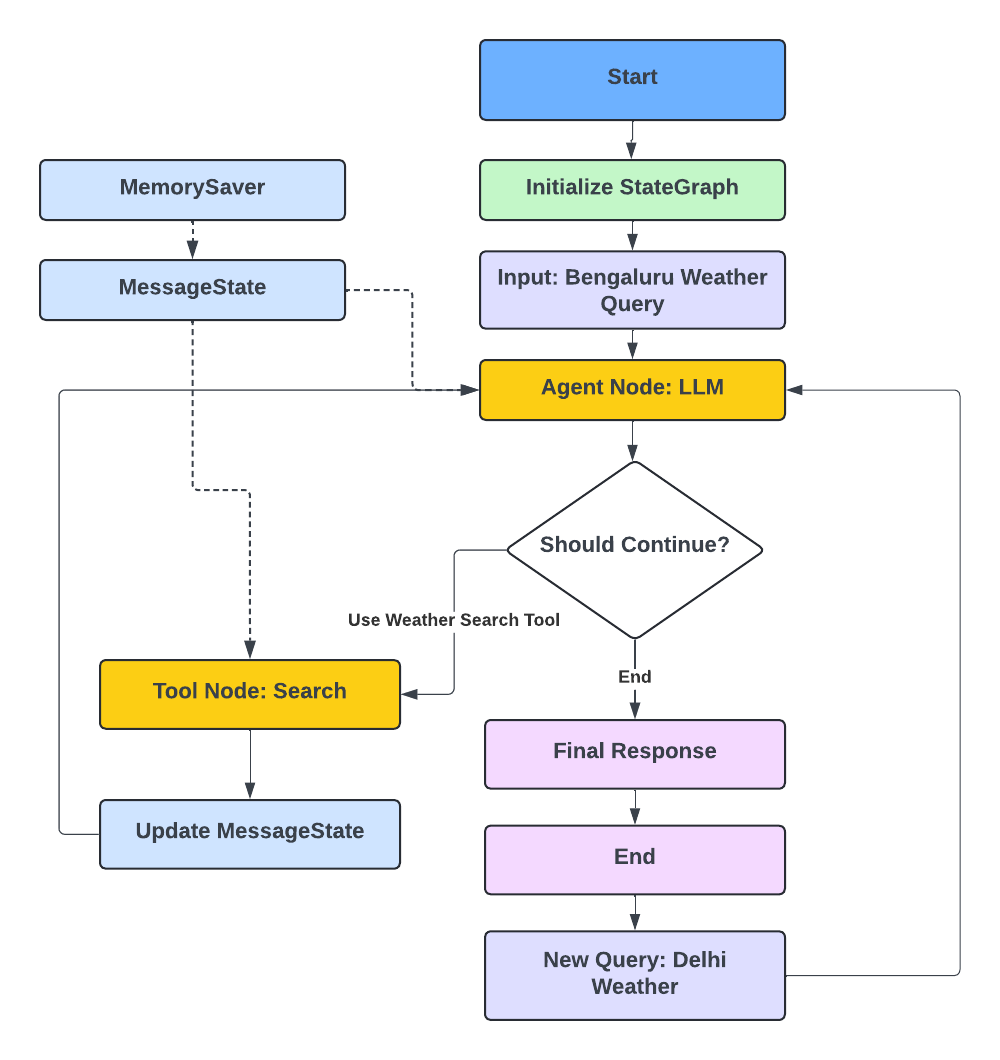 Start
MemorySaver
Initialize StateGraph
MessageState
Input: Bengaluru Weather
Query
Agent Node: LLM
Should Continue?
Use Weather Search Tool
End
Tool Node: Search
Final Response
Update MessageState
End
New Query: Delhi
Weather